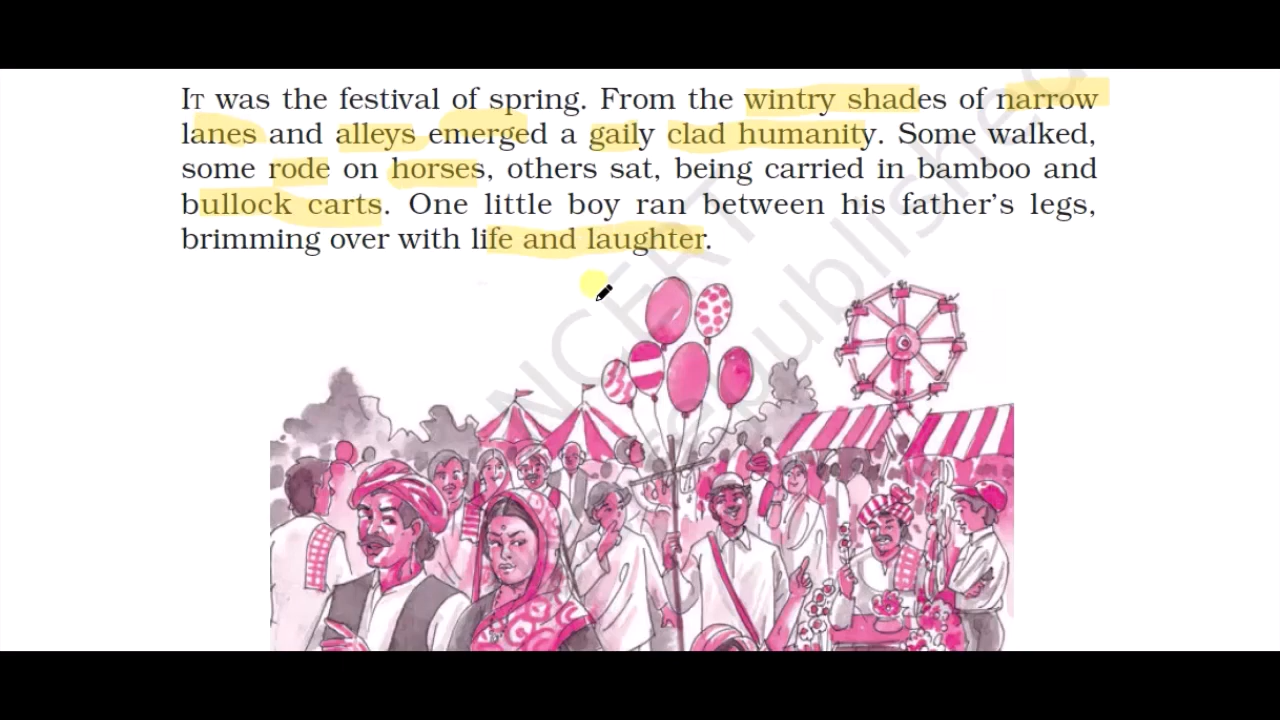 IT was the festival of spring. From the wintry shades of narrow
lanes and alleys emerged a gaily clad humanity. Some walked,
some rode on horses, others sat, being carried in bamboo and
bullock carts. One little boy ran between his father’s legs,
brimming over with life and laughter.
NCERT
republished